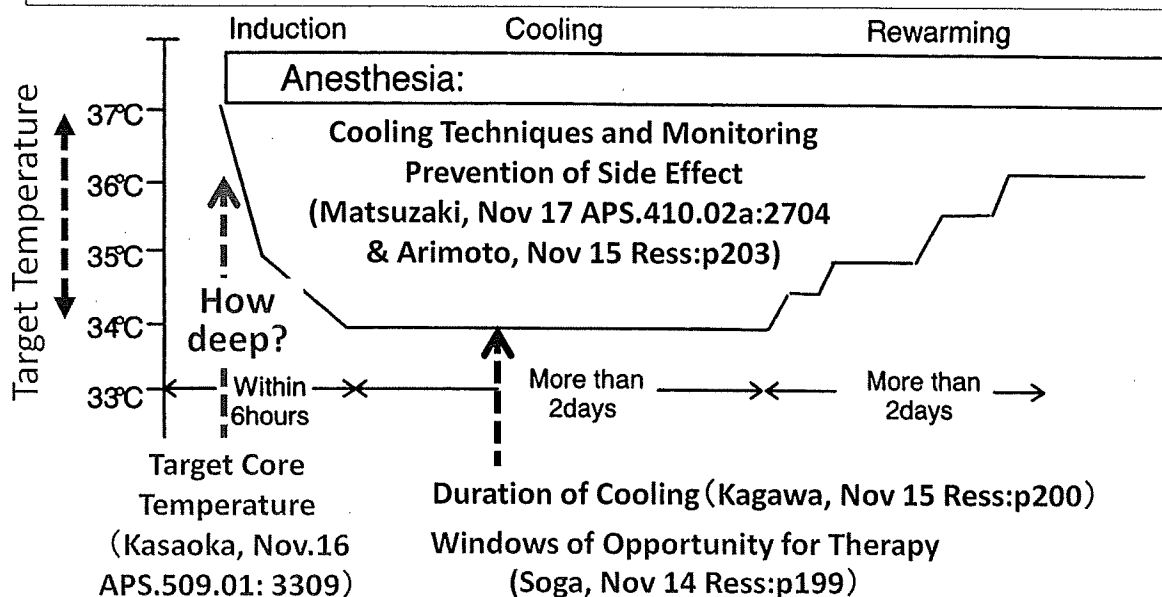 Induction Cooling Rewarming
Anesthesia:
Target Temperature
37℃
36℃
35℃
34℃
33℃
Cooling Techniques and Monitoring
Prevention of Side Effect
(Matsuzaki, Nov 17 APS.410.02a:2704
& Arimoto, Nov 15 Ress:p203)
How
deep?
Within
6hours
More than
2days
More than
2days
Target Core
Temperature
(Kasaoka, Nov.16
APS.509.01: 3309)
Duration of Cooling(Kagawa, Nov 15 Ress:p200)
Windows of Opportunity for Therapy
(Soga, Nov 14 Ress:p199)